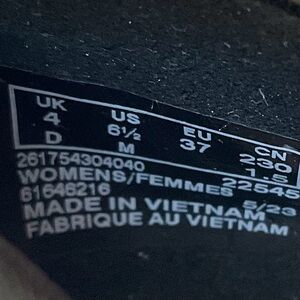 UK US EU CN
4 6½ 37 230
D M 1.5
261754304040 22545
WOMENS/FEMMES 5/23
61648216
MADE IN VIETNAM
FABRIQUE AU VIETNAM